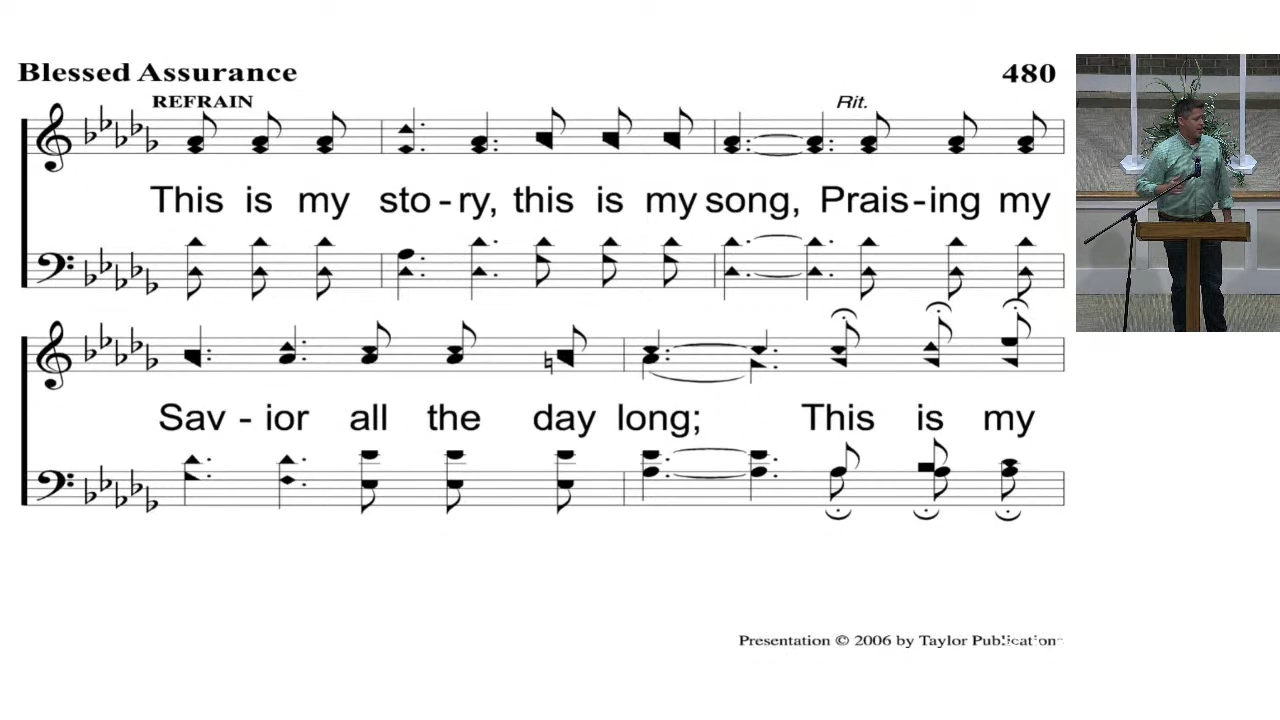 Blessed Assurance 480
REFRAIN Rit.
This is my sto - ry, this is my song, Prais - ing my
Sav - ior all the day long; This is my
Presentation © 2006 by Taylor Publications